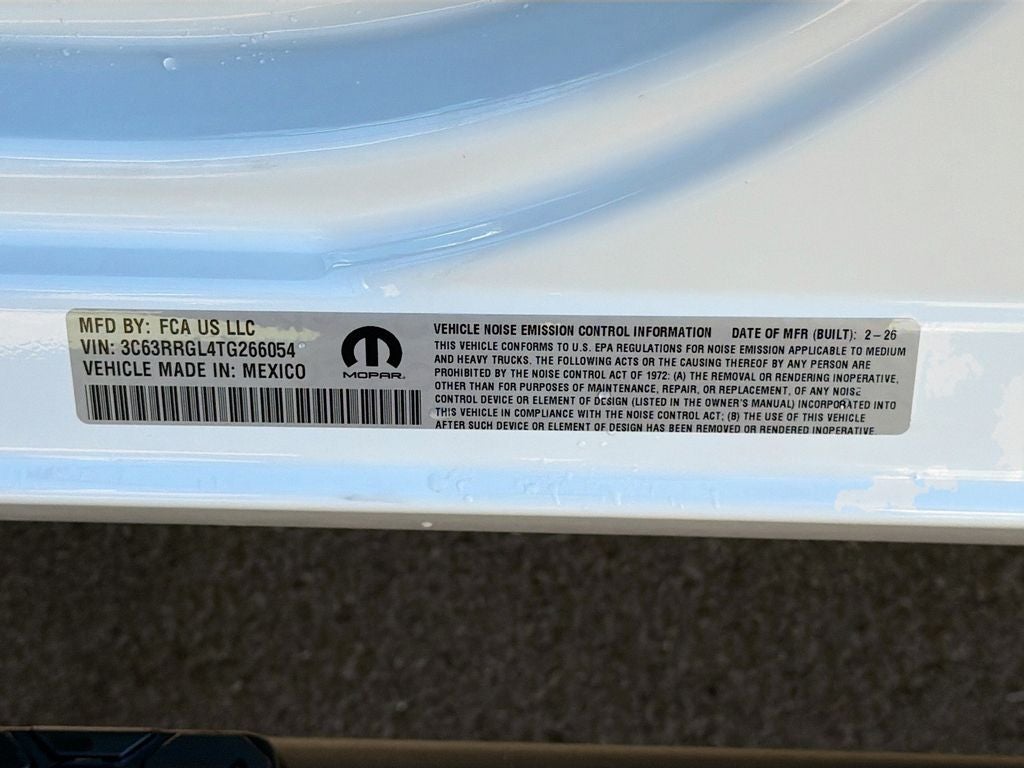 MFD BY: FCA US LLC
VIN: 3C63RRGL4TG266054
VEHICLE MADE IN: MEXICO
MOPAR
VEHICLE NOISE EMISSION CONTROL INFORMATION DATE OF MFR (BUILT): 2-26
THIS VEHICLE CONFORMS TO U.S. EPA REGULATIONS FOR NOISE EMISSION APPLICABLE TO MEDIUM
AND HEAVY TRUCKS. THE FOLLOWING ACTS OR THE CAUSING THEREOF BY ANY PERSON ARE
PROHIBITED BY THE NOISE CONTROL ACT OF 1972: (A) THE REMOVAL OR RENDERING INOPERATIVE,
OTHER THAN FOR PURPOSES OF MAINTENANCE, REPAIR, OR REPLACEMENT, OF ANY NOISE
CONTROL DEVICE OR ELEMENT OF DESIGN (LISTED IN THE OWNER'S MANUAL) INCORPORATED INTO
THIS VEHICLE IN COMPLIANCE WITH THE NOISE CONTROL ACT; (B) THE USE OF THIS VEHICLE
AFTER SUCH DEVICE OR ELEMENT OF DESIGN HAS BEEN REMOVED OR RENDERED INOPERATIVE.